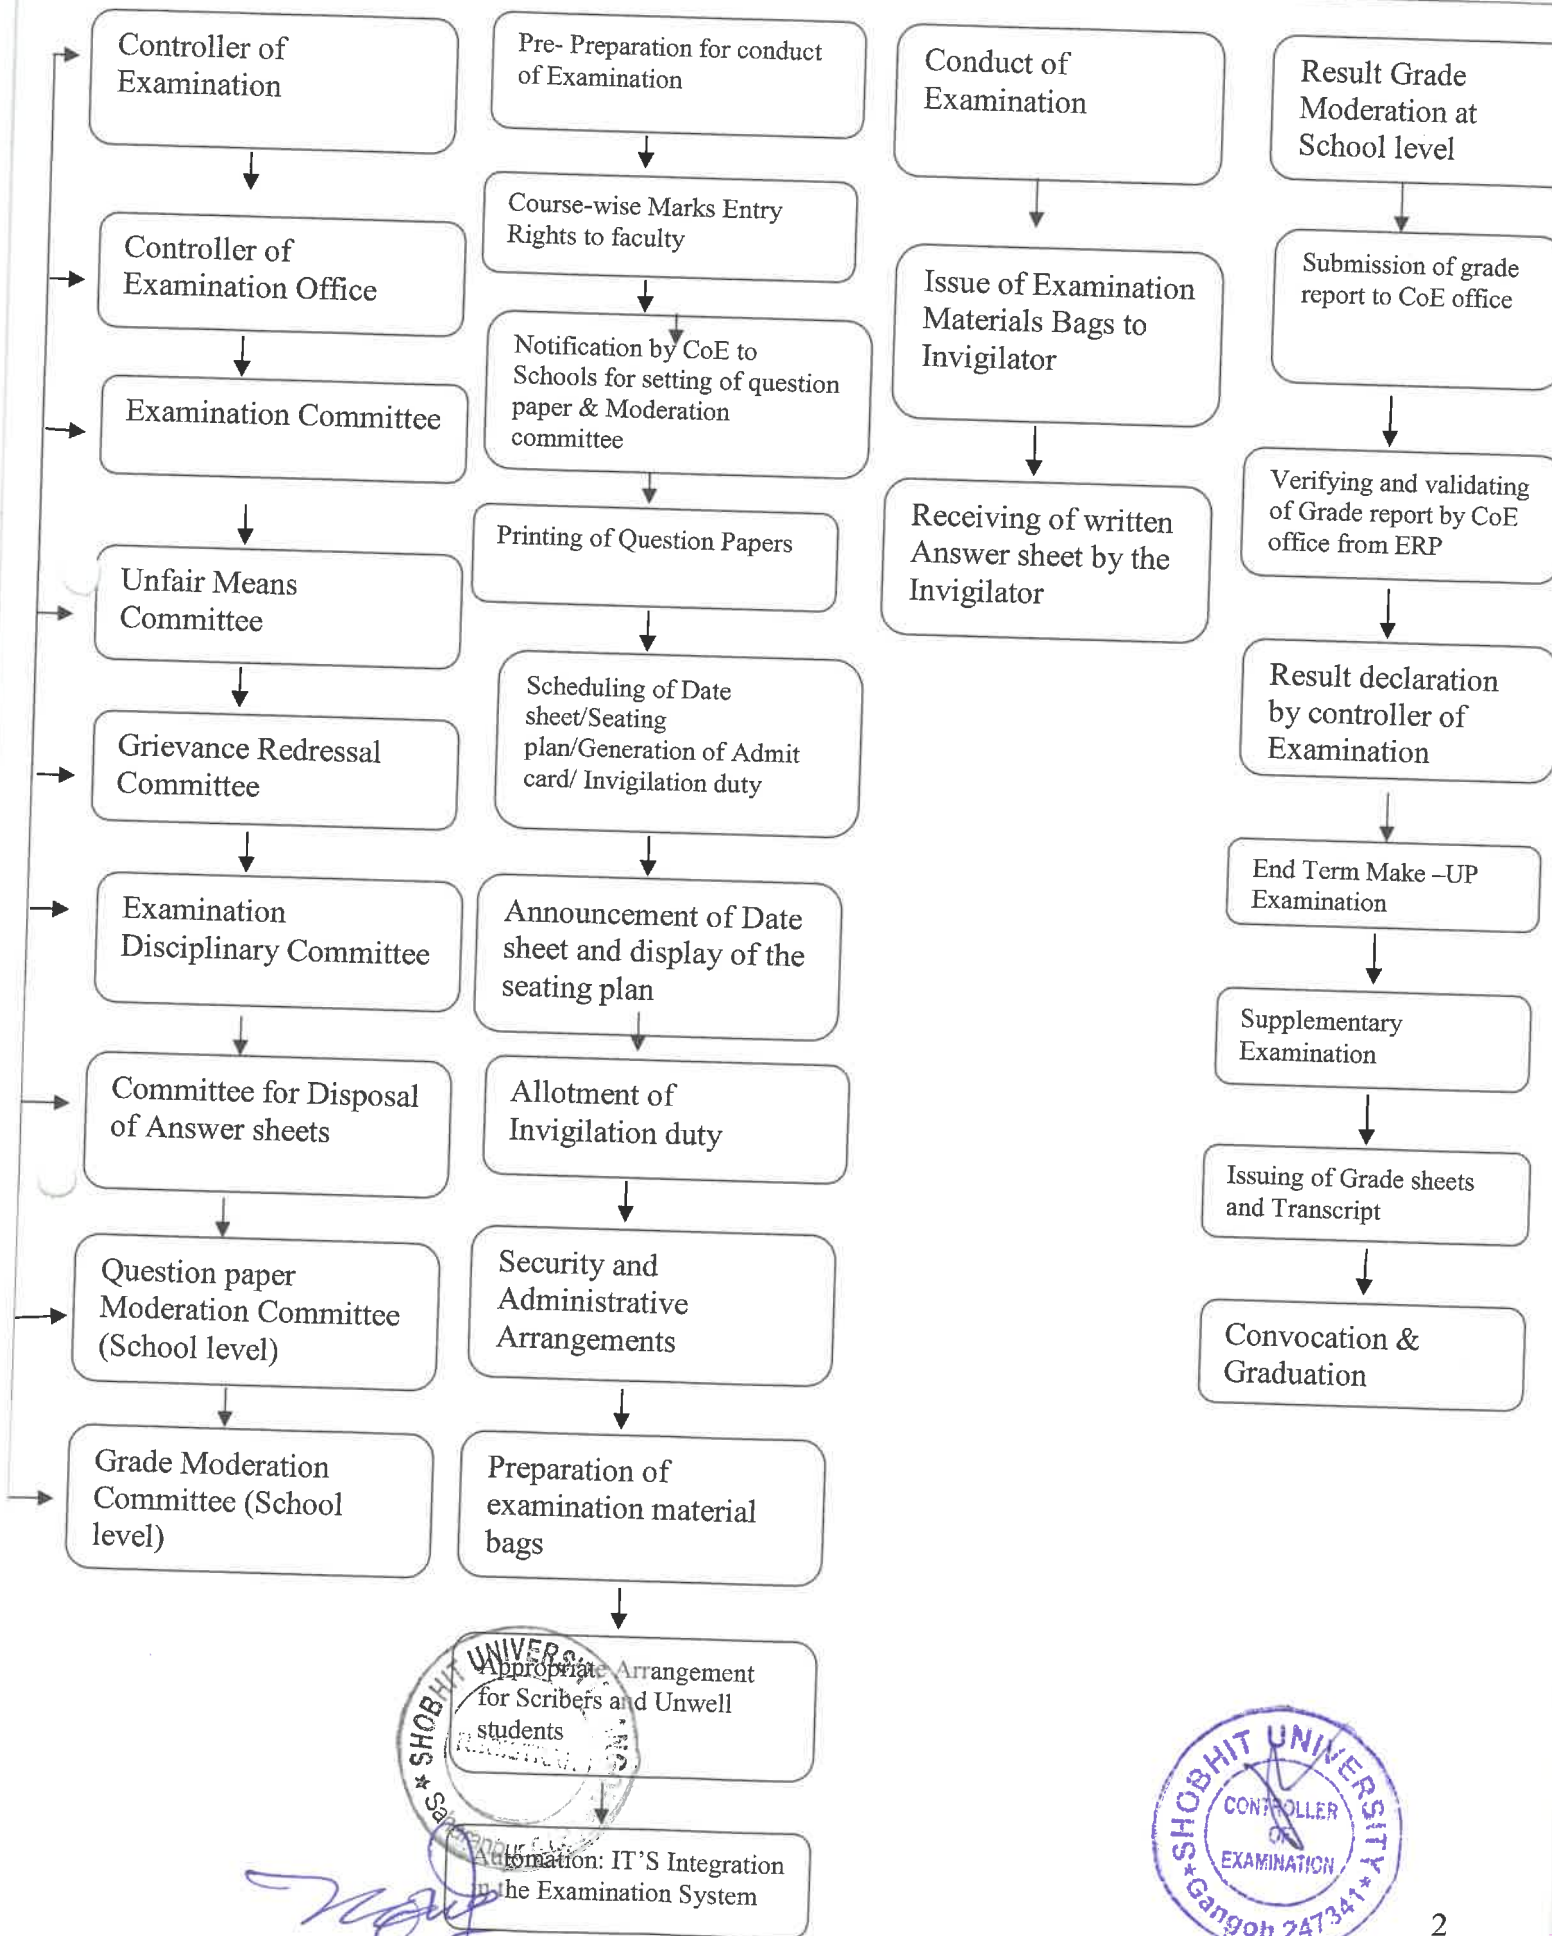 Controller of
Examination
Controller of
Examination Office
Examination Committee
Unfair Means
Committee
Grievance Redressal
Committee
Examination
Disciplinary Committee
Committee for Disposal
of Answer sheets
Question paper
Moderation Committee
(School level)
Grade Moderation
Committee (School
level)
Pre- Preparation for conduct
of Examination
Course-wise Marks Entry
Rights to faculty
Notification by CoE to
Schools for setting of question
paper & Moderation
committee
Printing of Question Papers
Scheduling of Date
sheet/Seating
plan/Generation of Admit
card/ Invigilation duty
Announcement of Date
sheet and display of the
seating plan
Allotment of
Invigilation duty
Security and
Administrative
Arrangements
Preparation of
examination material
bags
Appropriate Arrangement
for Scribers and Unwell
students
Automation: IT'S Integration
in the Examination System
Conduct of
Examination
Issue of Examination
Materials Bags to
Invigilator
Receiving of written
Answer sheet by the
Invigilator
Result Grade
Moderation at
School level
Submission of grade
report to CoE office
Verifying and validating
of Grade report by CoE
office from ERP
Result declaration
by controller of
Examination
End Term Make –UP
Examination
Supplementary
Examination
Issuing of Grade sheets
and Transcript
Convocation &
Graduation
SHOBHIT UNIVERSITY
SHOBHIT UNIVERSITY
CONTROLLER
OF
EXAMINATION
Gangoh 247341
2